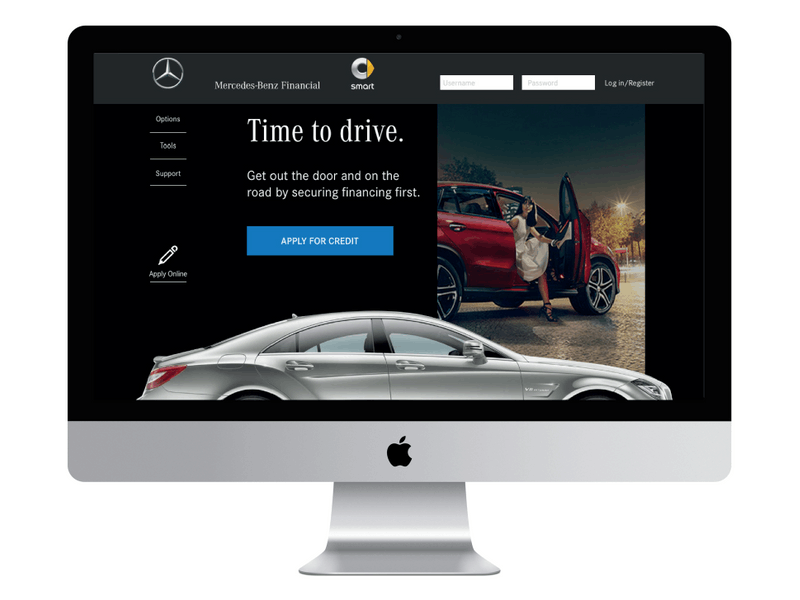 Mercedes-Benz Financial
smart
Username
Password
Log in/Register
Options
Tools
Support
Apply Online
Time to drive.
Get out the door and on the
road by securing financing first.
APPLY FOR CREDIT